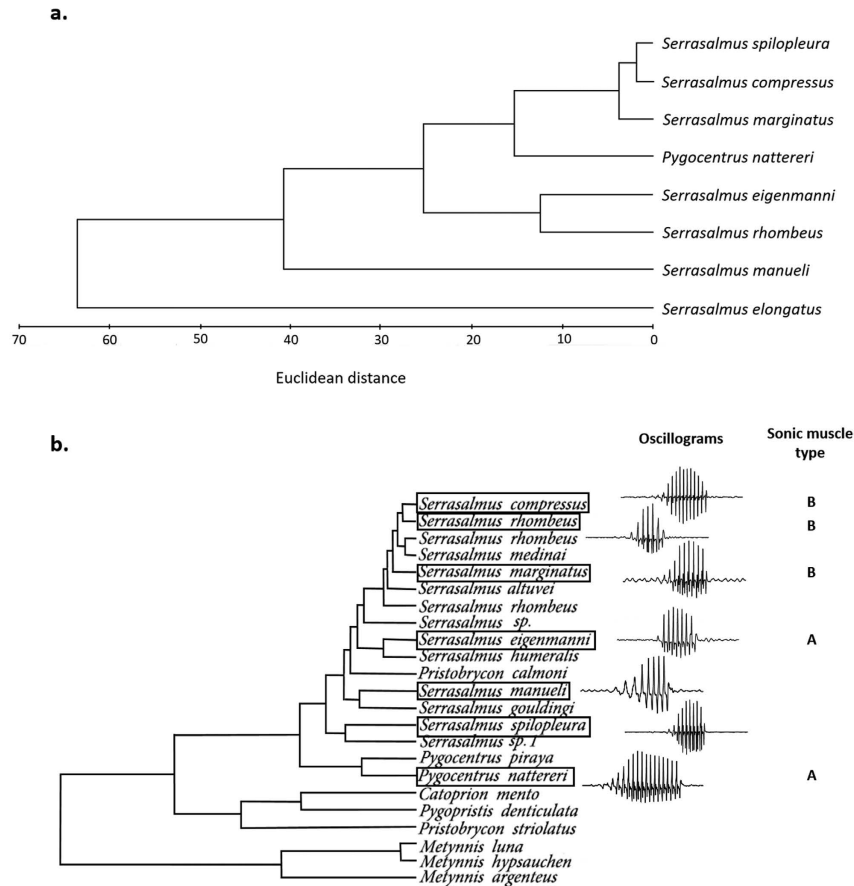 a.
Serrasalmus spilopleura
Serrasalmus compressus
Serrasalmus marginatus
Pygocentrus nattereri
Serrasalmus eigenmanni
Serrasalmus rhombeus
Serrasalmus manueli
Serrasalmus elongatus
70 60 50 40 30 20 10 0
Euclidean distance
b.
Oscillograms
Sonic muscle
type
Serrasalmus compressus B
Serrasalmus rhombeus B
Serrasalmus rhombeus
Serrasalmus medinai
Serrasalmus marginatus B
Serrasalmus altuvei
Serrasalmus rhombeus
Serrasalmus sp.
Serrasalmus eigenmanni A
Serrasalmus humeralis
Pristobrycon calmoni
Serrasalmus manueli
Serrasalmus gouldingi
Serrasalmus spilopleura
Serrasalmus sp. 1
Pygocentrus piraya
Pygocentrus nattereri A
Catoprion mento
Pygopristis denticulata
Pristobrycon striolatus
Metynnis luna
Metynnis hypsauchen
Metynnis argenteus